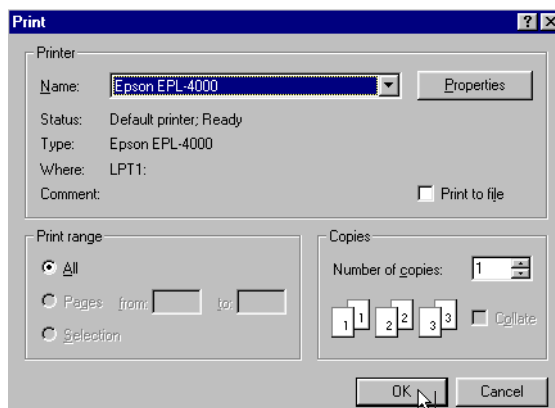 Print
Printer
Name: Epson EPL-4000 Properties
Status: Default printer; Ready
Type: Epson EPL-4000
Where: LPT1:
Comment: Print to file
Print range
All
Pages from: to:
Selection
Copies
Number of copies: 1
1 1 2 2 3 3 Collate
OK Cancel